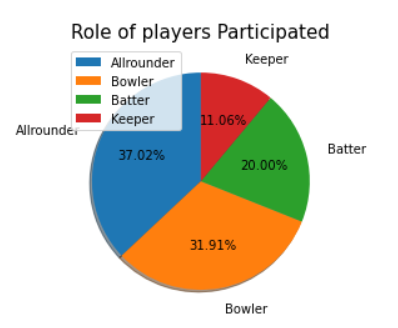 Role of players Participated
Allrounder
Bowler
Batter
Keeper
Keeper
Allrounder
Batter
Bowler
11.06%
37.02%
20.00%
31.91%